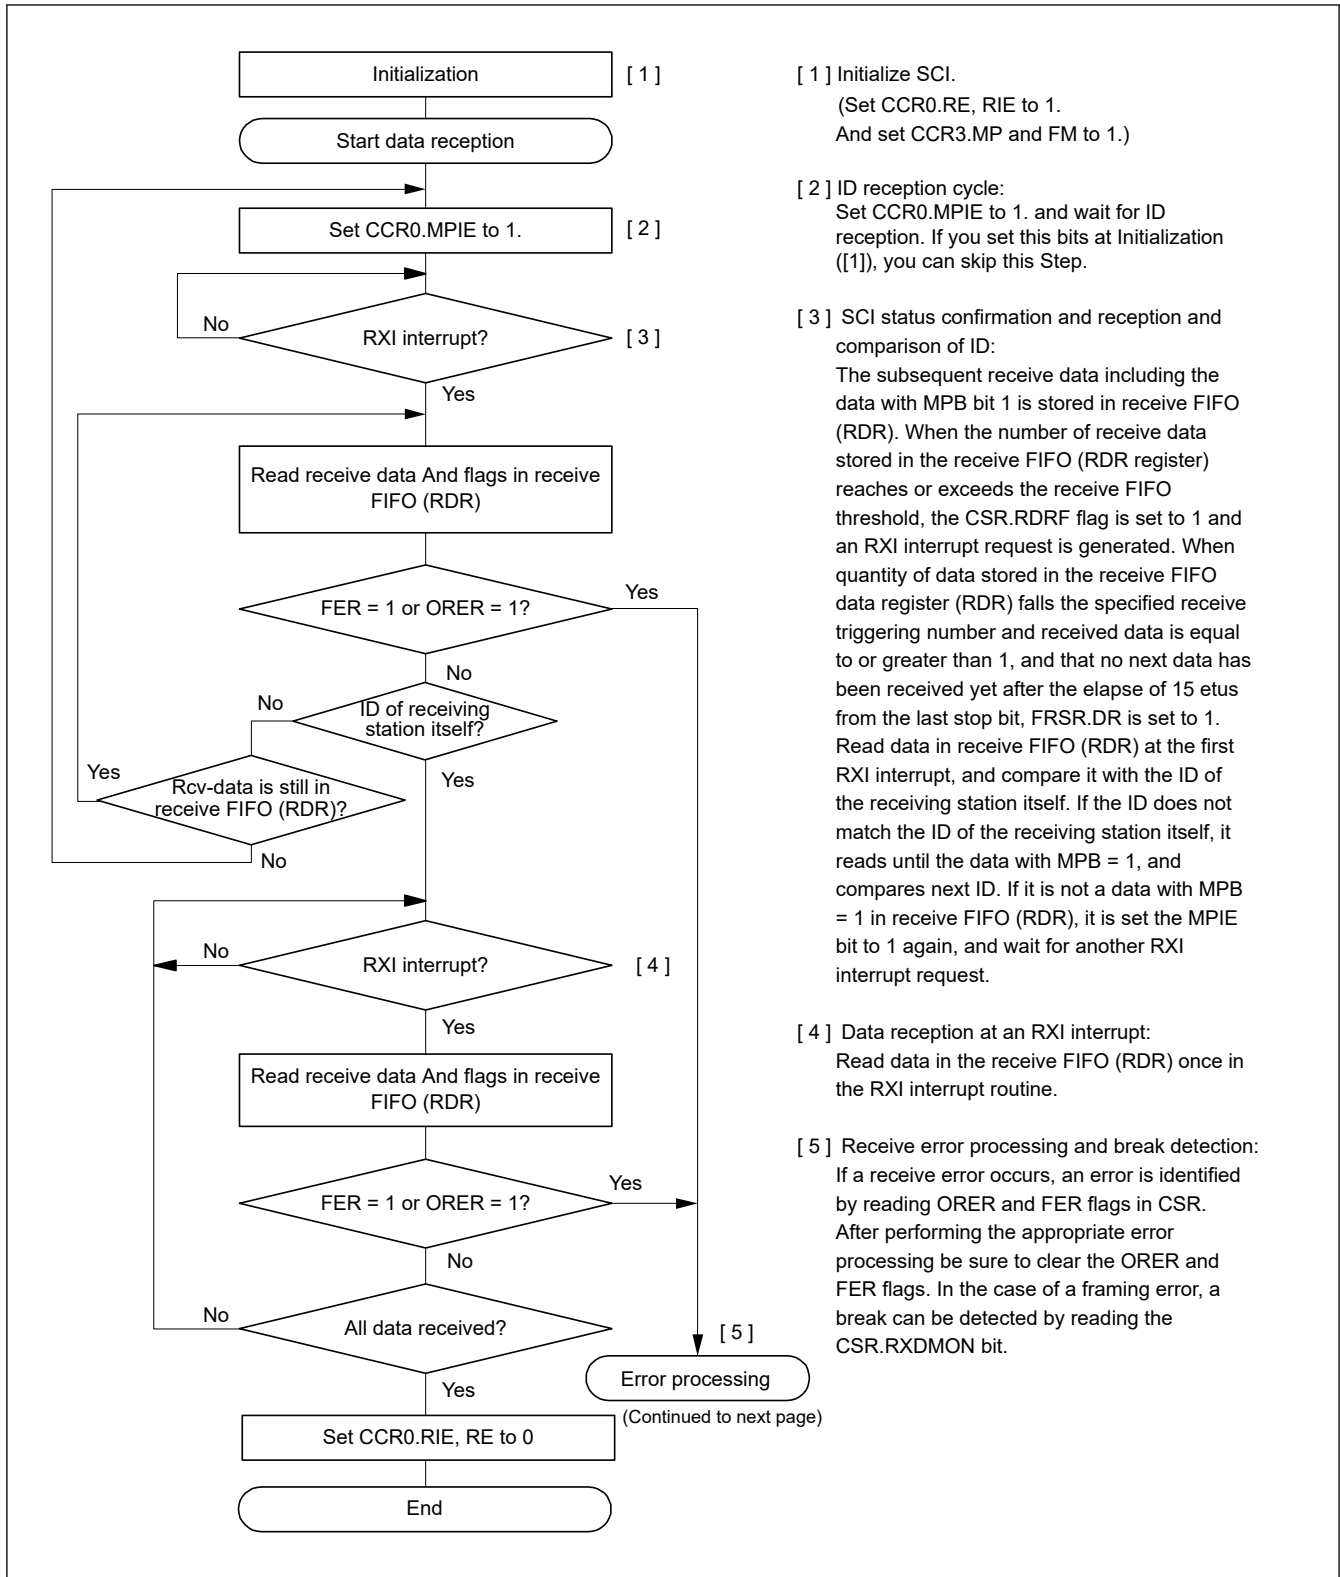 Initialization
[ 1 ]
Start data reception
Set CCR0.MPIE to 1.
[ 2 ]
No
RXI interrupt?
[ 3 ]
Yes
Read receive data And flags in receive
FIFO (RDR)
FER = 1 or ORER = 1?
Yes
No
No
ID of receiving
station itself?
Yes
Yes
Rcv-data is still in
receive FIFO (RDR)?
No
No
RXI interrupt?
[ 4 ]
Yes
Read receive data And flags in receive
FIFO (RDR)
FER = 1 or ORER = 1?
Yes
No
No
All data received?
[ 5 ]
Error processing
(Continued to next page)
Yes
Set CCR0.RIE, RE to 0
End
[ 1 ] Initialize SCI.
(Set CCR0.RE, RIE to 1.
And set CCR3.MP and FM to 1.)
[ 2 ] ID reception cycle:
Set CCR0.MPIE to 1. and wait for ID
reception. If you set this bits at Initialization
([1]), you can skip this Step.
[ 3 ] SCI status confirmation and reception and
comparison of ID:
The subsequent receive data including the
data with MPB bit 1 is stored in receive FIFO
(RDR). When the number of receive data
stored in the receive FIFO (RDR register)
reaches or exceeds the receive FIFO
threshold, the CSR.RDRF flag is set to 1 and
an RXI interrupt request is generated. When
quantity of data stored in the receive FIFO
data register (RDR) falls the specified receive
triggering number and received data is equal
to or greater than 1, and that no next data has
been received yet after the elapse of 15 etus
from the last stop bit, FRSR.DR is set to 1.
Read data in receive FIFO (RDR) at the first
RXI interrupt, and compare it with the ID of
the receiving station itself. If the ID does not
match the ID of the receiving station itself, it
reads until the data with MPB = 1, and
compares next ID. If it is not a data with MPB
= 1 in receive FIFO (RDR), it is set the MPIE
bit to 1 again, and wait for another RXI
interrupt request.
[ 4 ] Data reception at an RXI interrupt:
Read data in the receive FIFO (RDR) once in
the RXI interrupt routine.
[ 5 ] Receive error processing and break detection:
If a receive error occurs, an error is identified
by reading ORER and FER flags in CSR.
After performing the appropriate error
processing be sure to clear the ORER and
FER flags. In the case of a framing error, a
break can be detected by reading the
CSR.RXDMON bit.